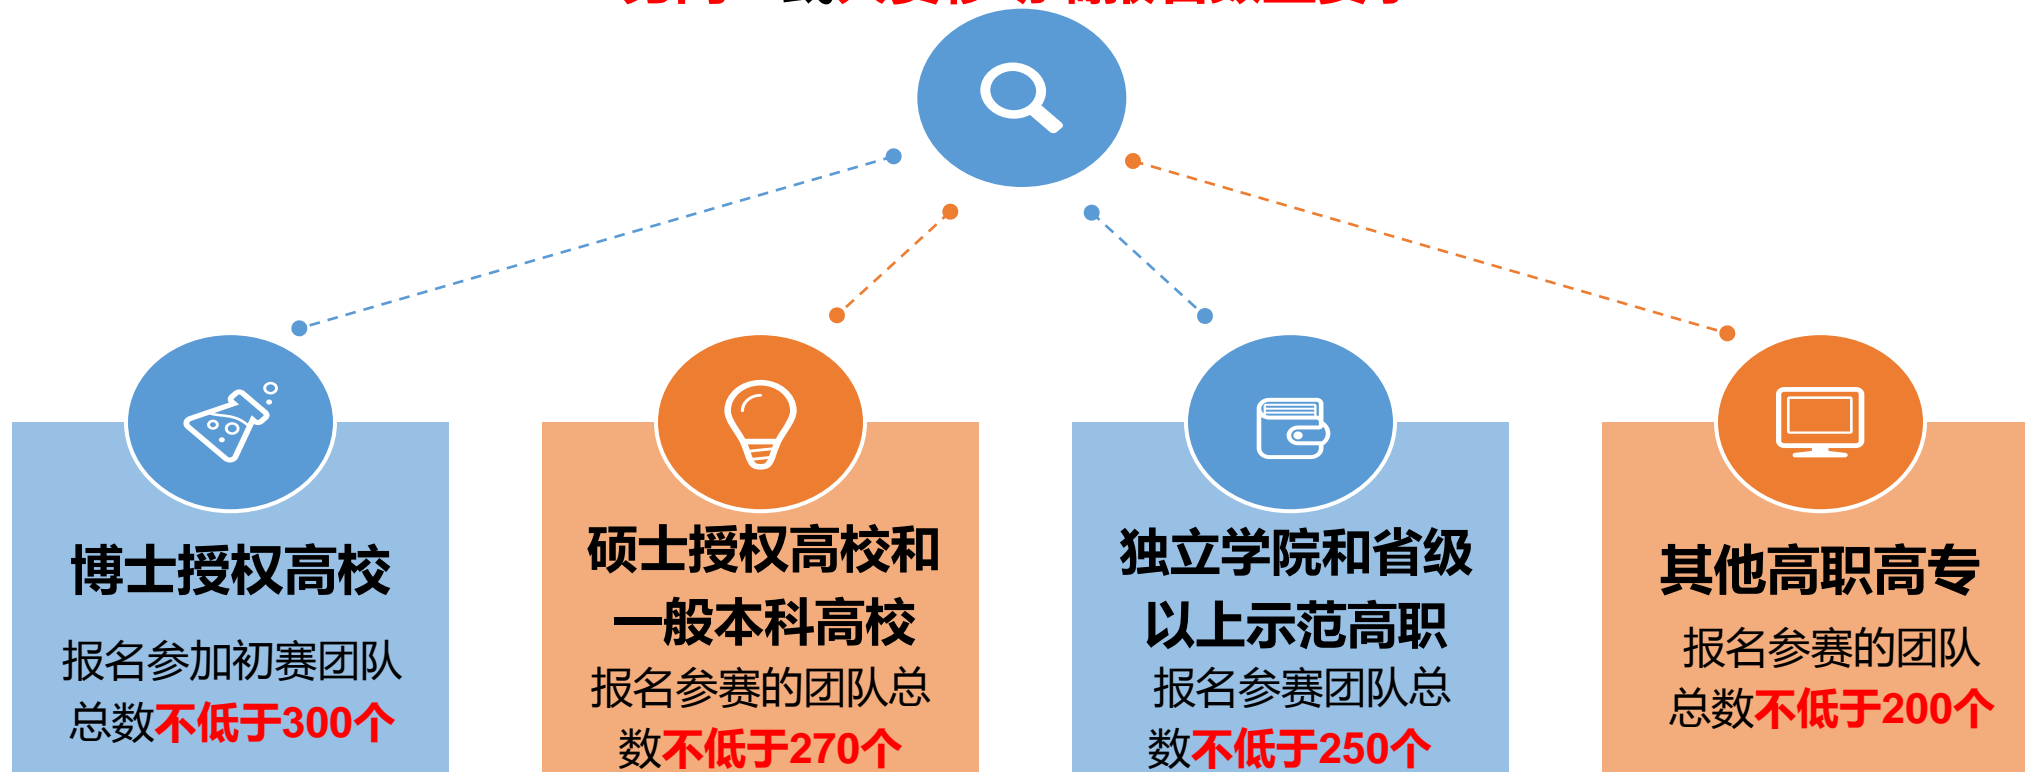 博士授权高校
报名参加初赛团队
总数不低于300个
硕士授权高校和
一般本科高校
报名参赛的团队总
数不低于270个
独立学院和省级
以上示范高职
报名参赛团队总
数不低于250个
其他高职高专
报名参赛的团队
总数不低于200个